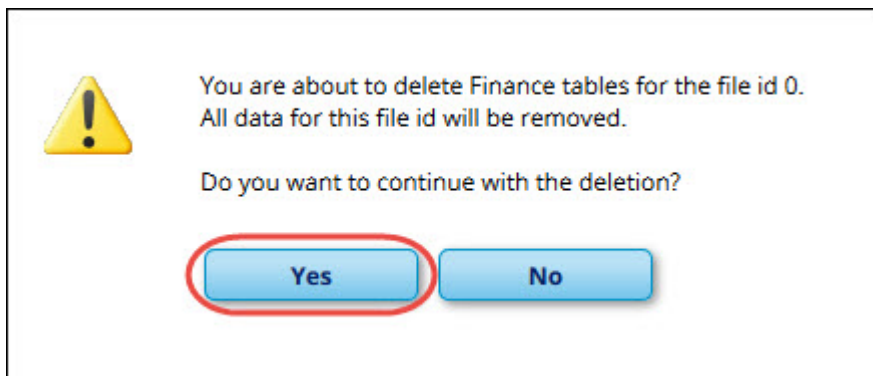 You are about to delete Finance tables for the file id 0.
All data for this file id will be removed.
Do you want to continue with the deletion?
Yes
No